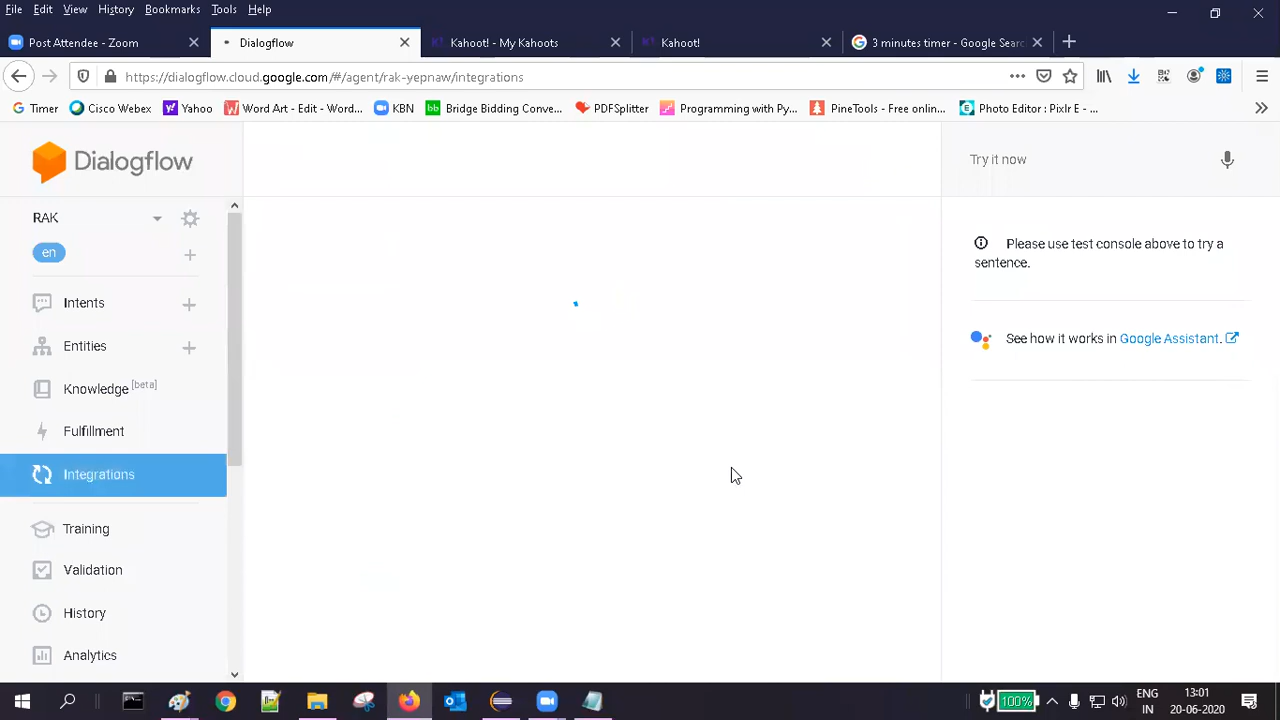 File Edit View History Bookmarks Tools Help
Post Attendee - Zoom
Dialogflow
Kahoot! - My Kahoots
Kahoot!
3 minutes timer - Google Searc
https://dialogflow.cloud.google.com/#/agent/rak-yepnaw/integrations
Timer
Cisco Webex
Yahoo
Word Art - Edit - Word...
KBN
Bridge Bidding Conve...
PDFSplitter
Programming with Py...
PineTools - Free onlin...
Photo Editor : Pixlr E - ...
Dialogflow
Try it now
RAK
en
Please use test console above to try a
sentence.
Intents
See how it works in Google Assistant.
Entities
Knowledge [beta]
Fulfillment
Integrations
Training
Validation
History
Analytics
100%
ENG
IN
13:01
20-06-2020